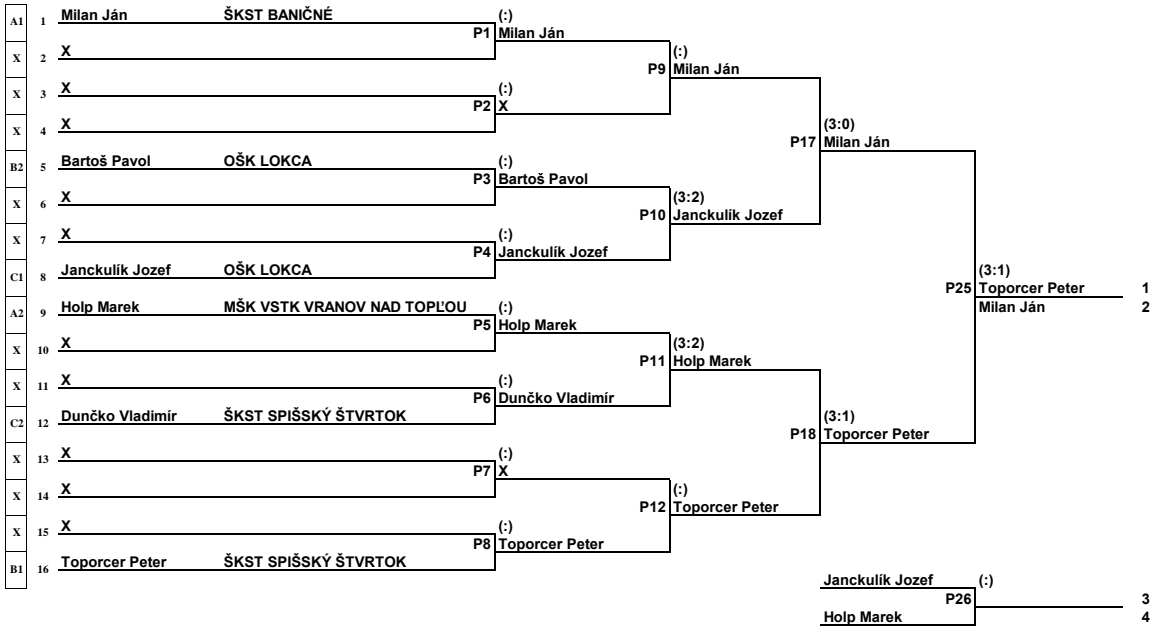 A1 1 Milan Ján ŠKST BANIČNÉ (:)
P1 Milan Ján
X 2 X (:)
P9 Milan Ján
X 3 X (:)
P2 X
X 4 X (3:0)
P17 Milan Ján
B2 5 Bartoš Pavol OŠK LOKCA (:)
P3 Bartoš Pavol
X 6 X (3:2)
P10 Janckulík Jozef
X 7 X (:)
P4 Janckulík Jozef
C1 8 Janckulík Jozef OŠK LOKCA (3:1)
P25 Toporcer Peter 1
A2 9 Holp Marek MŠK VSTK VRANOV NAD TOPĽOU (:) Milan Ján 2
P5 Holp Marek
X 10 X (3:2)
P11 Holp Marek
X 11 X (:)
P6 Dunčko Vladimír
C2 12 Dunčko Vladimír ŠKST SPIŠSKÝ ŠTVRTOK (3:1)
P18 Toporcer Peter
X 13 X (:)
P7 X
X 14 X (:)
P12 Toporcer Peter
X 15 X (:)
P8 Toporcer Peter
B1 16 Toporcer Peter ŠKST SPIŠSKÝ ŠTVRTOK
Janckulík Jozef (:)
P26 3
Holp Marek 4